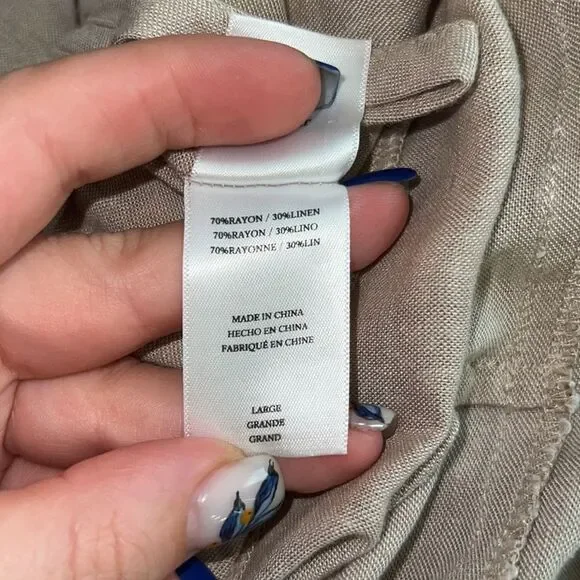 70%RAYON / 30%LINEN
70%RAYON / 30%LINO
70%RAYONNE / 30%LIN
MADE IN CHINA
HECHO EN CHINA
FABRIQUÉ EN CHINE
LARGE
GRANDE
GRAND